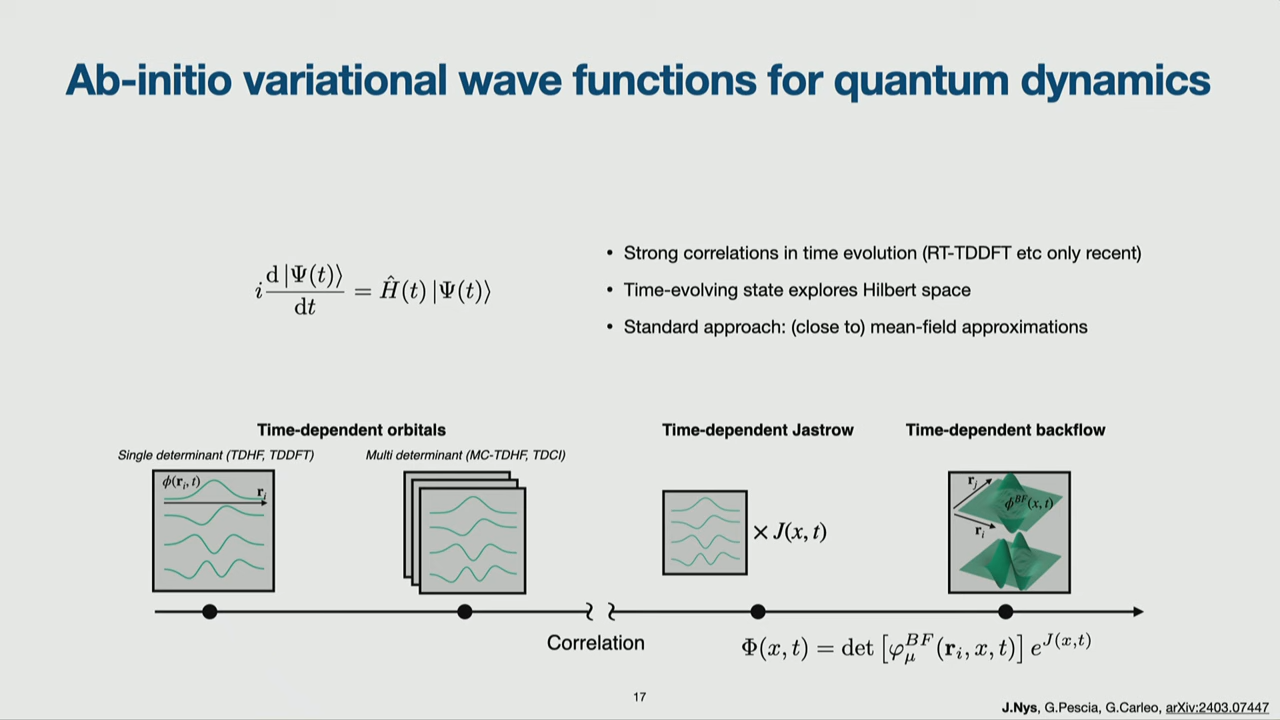 Ab-initio variational wave functions for quantum dynamics
i d|Ψ(t)⟩/dt = Ĥ(t) |Ψ(t)⟩
• Strong correlations in time evolution (RT-TDDFT etc only recent)
• Time-evolving state explores Hilbert space
• Standard approach: (close to) mean-field approximations
Time-dependent orbitals
Single determinant (TDHF, TDDFT)
Multi determinant (MC-TDHF, TDCI)
ϕ(r_i, t)
r_i
Time-dependent Jastrow
× J(x, t)
Time-dependent backflow
r_j
ϕ^{BF}(x, t)
r_i
Correlation
Φ(x, t) = det [φ_μ^{BF}(r_i, x, t)] e^{J(x,t)}
17
J.Nys, G.Pescia, G.Carleo, arXiv:2403.07447